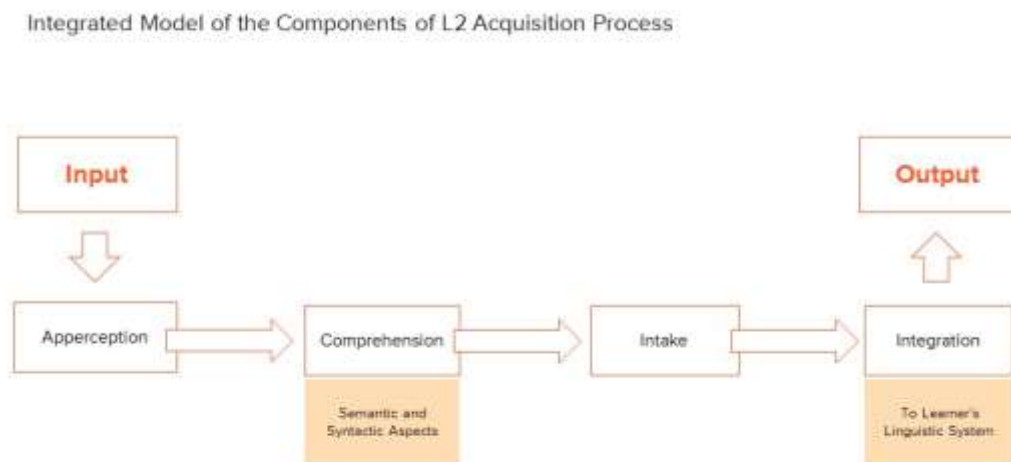 Integrated Model of the Components of L2 Acquisition Process
Input
Output
Apperception
Comprehension
Intake
Integration
Semantic and
Syntactic Aspects
To Learner's
Linguistic System